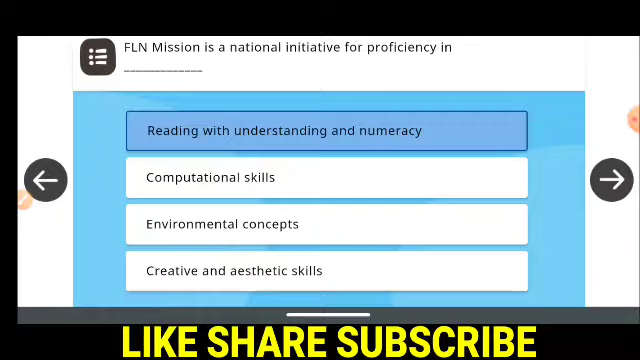 FLN Mission is a national initiative for proficiency in
______________
Reading with understanding and numeracy
Computational skills
Environmental concepts
Creative and aesthetic skills
LIKE SHARE SUBSCRIBE